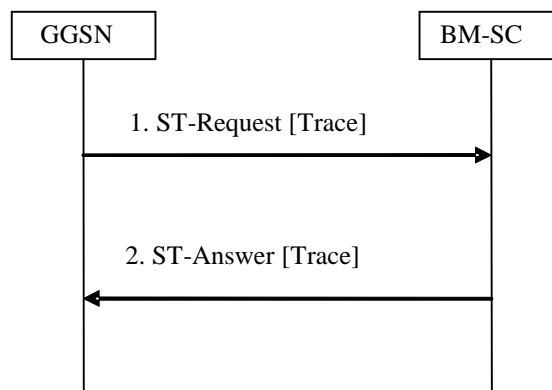 GGSN
BM-SC
1. ST-Request [Trace]
2. ST-Answer [Trace]